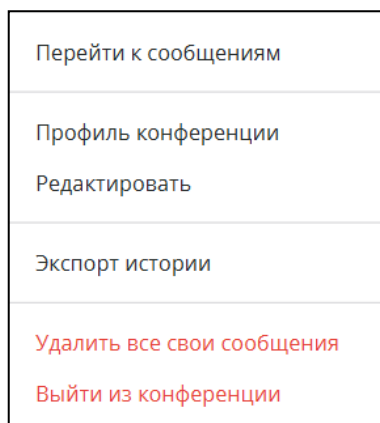 Перейти к сообщениям
Профиль конференции
Редактировать
Экспорт истории
Удалить все свои сообщения
Выйти из конференции